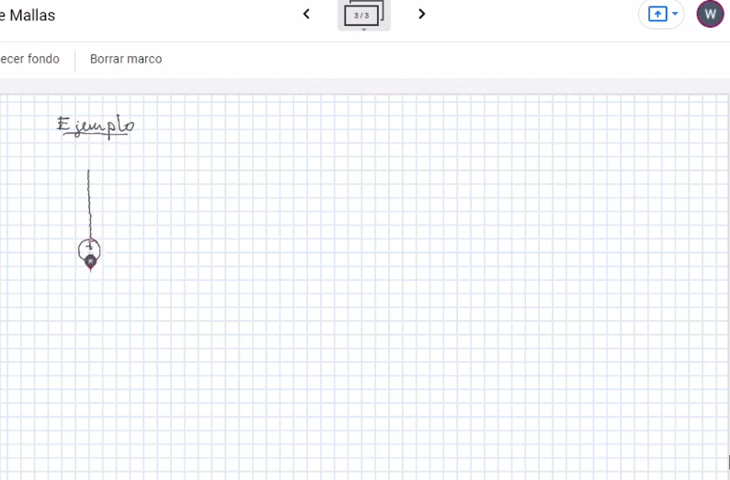 e Mallas
3 / 3
W
ecer fondo
Borrar marco
Ejemplo
+